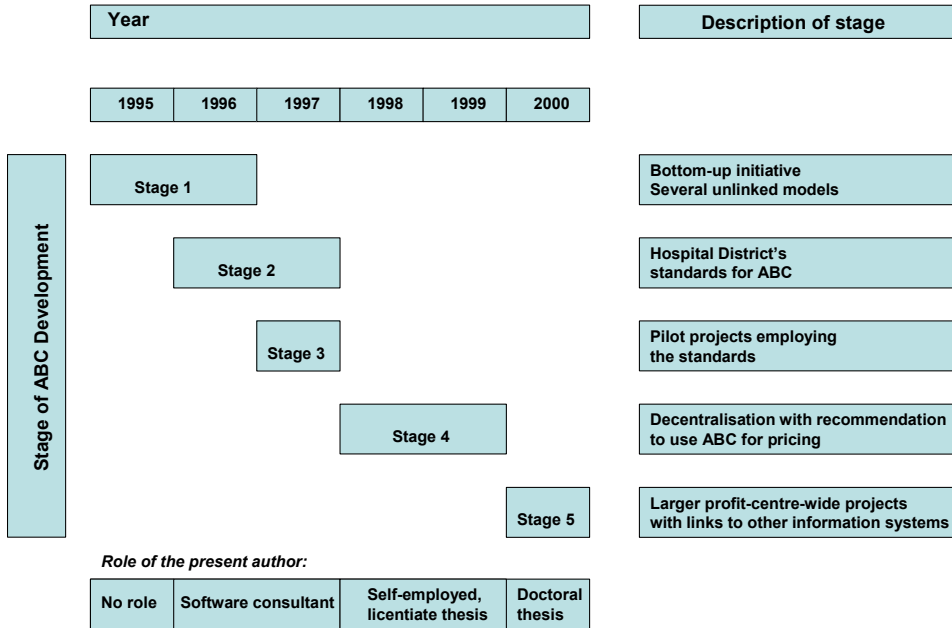 Year
Description of stage
1995
1996
1997
1998
1999
2000
Stage of ABC Development
Stage 1
Bottom-up initiative
Several unlinked models
Stage 2
Hospital District's
standards for ABC
Stage 3
Pilot projects employing
the standards
Stage 4
Decentralisation with recommendation
to use ABC for pricing
Stage 5
Larger profit-centre-wide projects
with links to other information systems
Role of the present author:
No role
Software consultant
Self-employed,
licentiate thesis
Doctoral
thesis